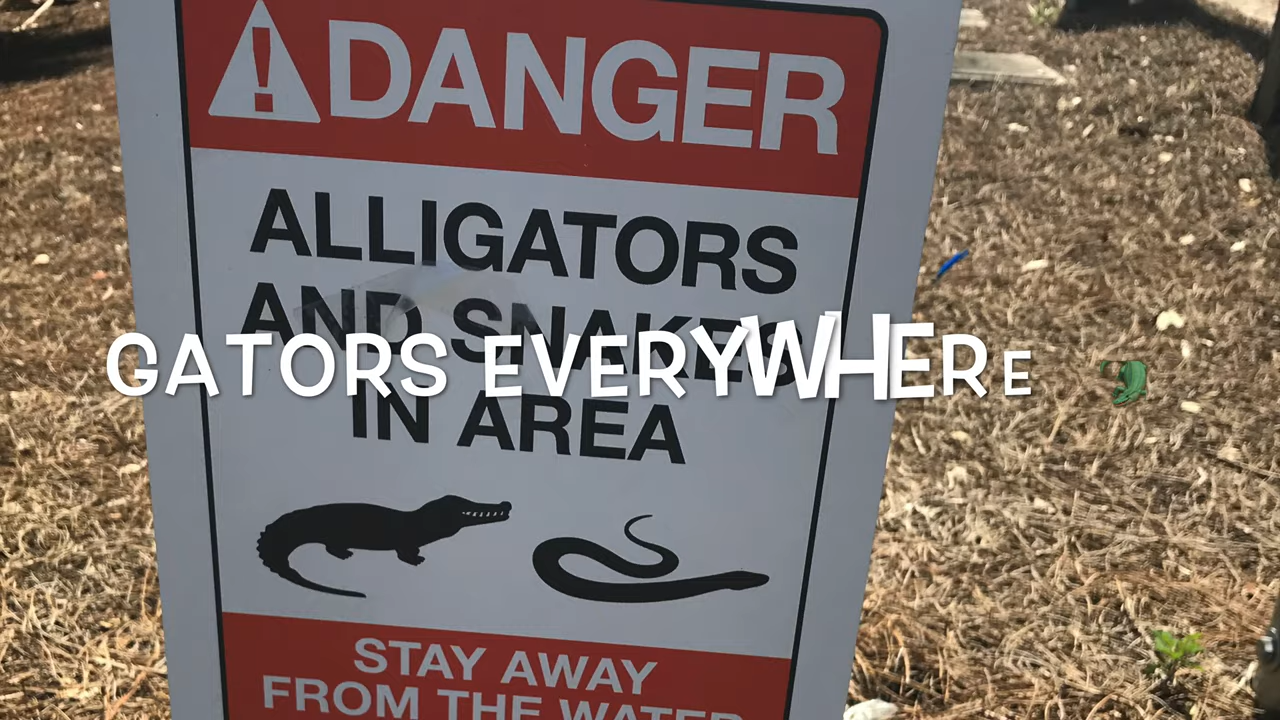 DANGER
ALLIGATORS
AND SNAKES
GATORS EVERYWHERE
IN AREA
STAY AWAY
FROM THE WATER